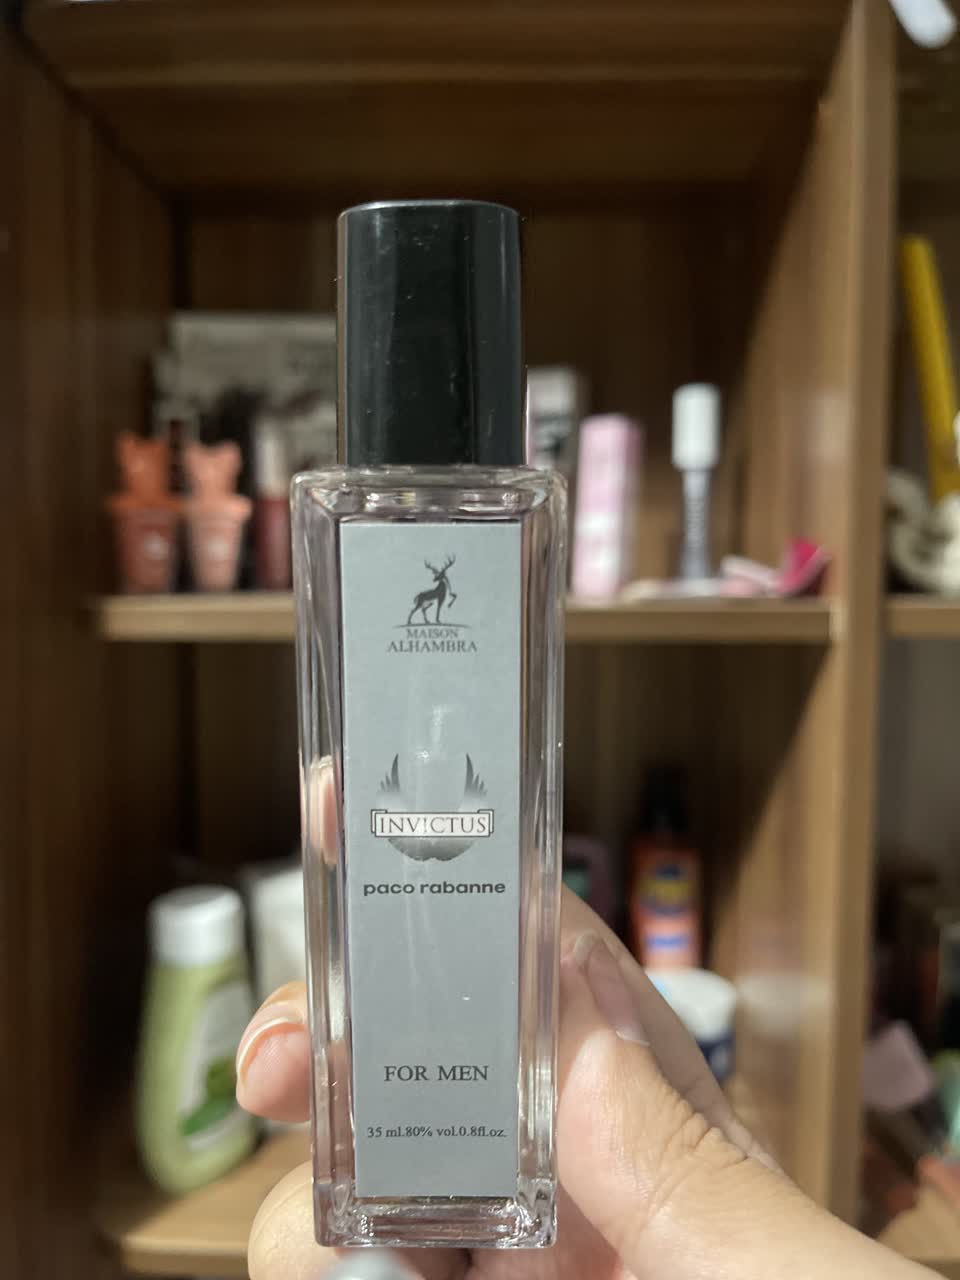 MAISON
ALHAMBRA
INVICTUS
paco rabanne
FOR MEN
35 ml.80% vol.0.8fl.oz.